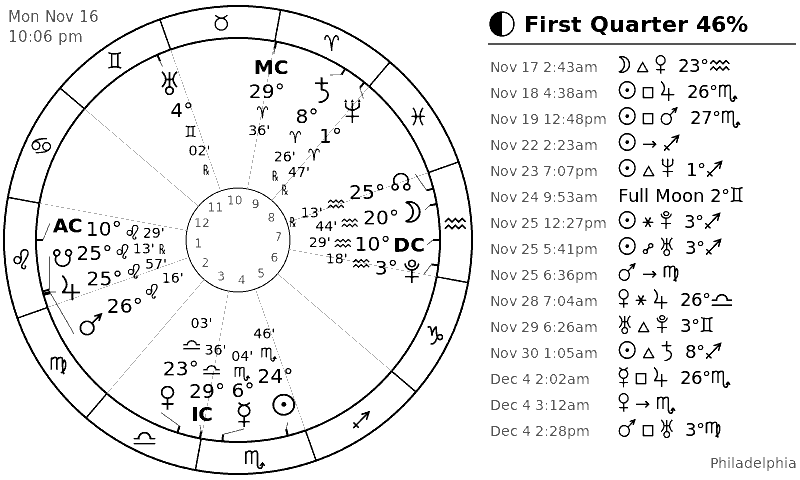 Mon Nov 16
10:06 pm
First Quarter 46%
Nov 17 2:43am ☽ △ ♀ 23°♒
Nov 18 4:38am ☉ □ ♃ 26°♏
Nov 19 12:48pm ☉ □ ♂ 27°♏
Nov 22 2:23am ☉ → ♐
Nov 23 7:07pm ☉ △ ♆ 1°♐
Nov 24 9:53am Full Moon 2°♊
Nov 25 12:27pm ☉ ⚹ ⯓ 3°♐
Nov 25 5:41pm ☉ ☍ ♅ 3°♐
Nov 25 6:36pm ♂ → ♍
Nov 28 7:04am ♀ ⚹ ♃ 26°♎
Nov 29 6:26am ♅ △ ⯓ 3°♊
Nov 30 1:05am ☉ △ ♄ 8°♐
Dec 4 2:02am ☿ □ ♃ 26°♏
Dec 4 3:12am ♀ → ♏
Dec 4 2:28pm ♂ □ ♅ 3°♍
Philadelphia
♉
♈
♓
♒
♑
♐
♏
♎
♍
♌
♋
♊
MC 29° ♈ 36'
♄ 8° ♈ 26' ℞
♆ 1° ♈ 47' ℞
♅ 4° ♊ 02' ℞
☊ 25° ♒ 13' ℞
☽ 20° ♒ 44'
DC 10° ♒ 29'
⯓ 3° ♒ 18'
AC 10° ♌ 29'
☋ 25° ♌ 13' ℞
♃ 25° ♌ 57'
♂ 26° ♌ 16'
♀ 23° ♎ 03'
IC 29° ♎ 36'
☿ 6° ♏ 04'
☉ 24° ♏ 46'
1
2
3
4
5
6
7
8
9
10
11
12